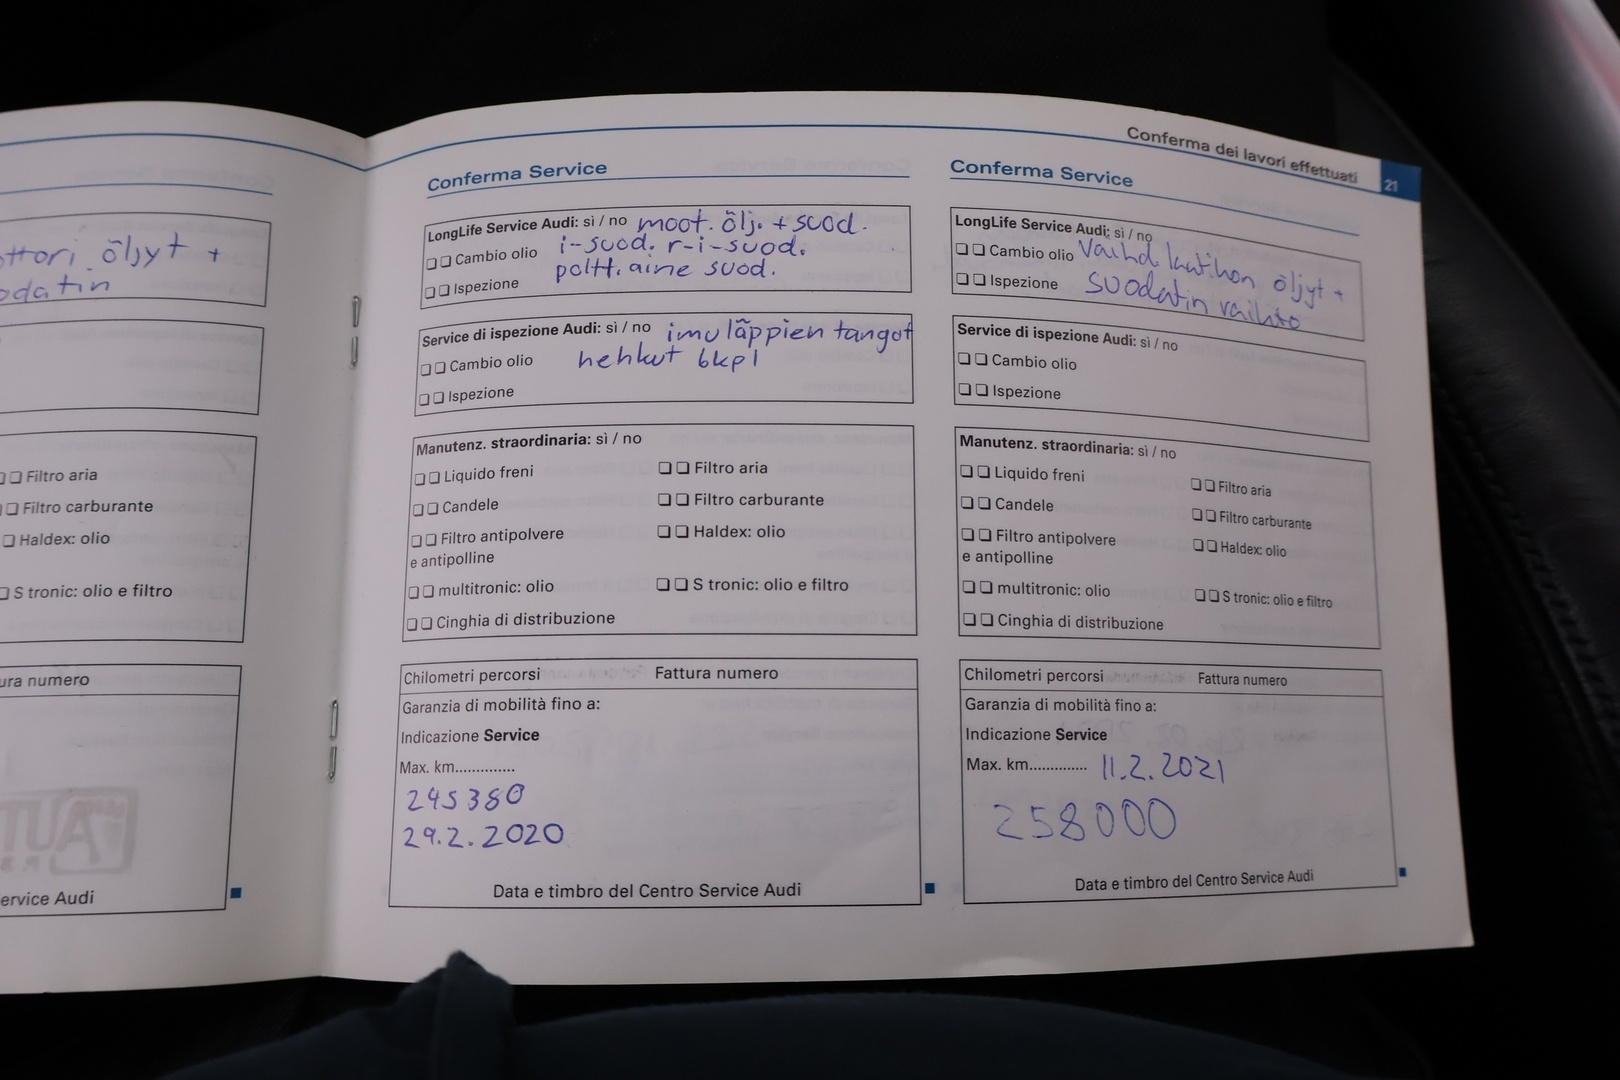 ottori öljyt +
odatin
Filtro aria
Filtro carburante
Haldex: olio
S tronic: olio e filtro
ura numero
ervice Audi
Conferma Service
LongLife Service Audi: sì / no moot. ölj. + suod.
Cambio olio i-suod. r-i-suod.
poltt.aine suod.
Ispezione
Service di ispezione Audi: sì / no imuläppien tangot
Cambio olio hehkut 6kpl
Ispezione
Manutenz. straordinaria: sì / no
Liquido freni Filtro aria
Candele Filtro carburante
Filtro antipolvere Haldex: olio
e antipolline
multitronic: olio S tronic: olio e filtro
Cinghia di distribuzione
Chilometri percorsi Fattura numero
Garanzia di mobilità fino a:
Indicazione Service
Max. km.............
245380
29.2.2020
Data e timbro del Centro Service Audi
Conferma dei lavori effettuati 21
Conferma Service
LongLife Service Audi: sì / no
Cambio olio Vaihd. laatikon öljyt +
Ispezione suodatin vaihto
Service di ispezione Audi: sì / no
Cambio olio
Ispezione
Manutenz. straordinaria: sì / no
Liquido freni Filtro aria
Candele Filtro carburante
Filtro antipolvere Haldex: olio
e antipolline
multitronic: olio S tronic: olio e filtro
Cinghia di distribuzione
Chilometri percorsi Fattura numero
Garanzia di mobilità fino a:
Indicazione Service
Max. km............. 11.2.2021
258000
Data e timbro del Centro Service Audi